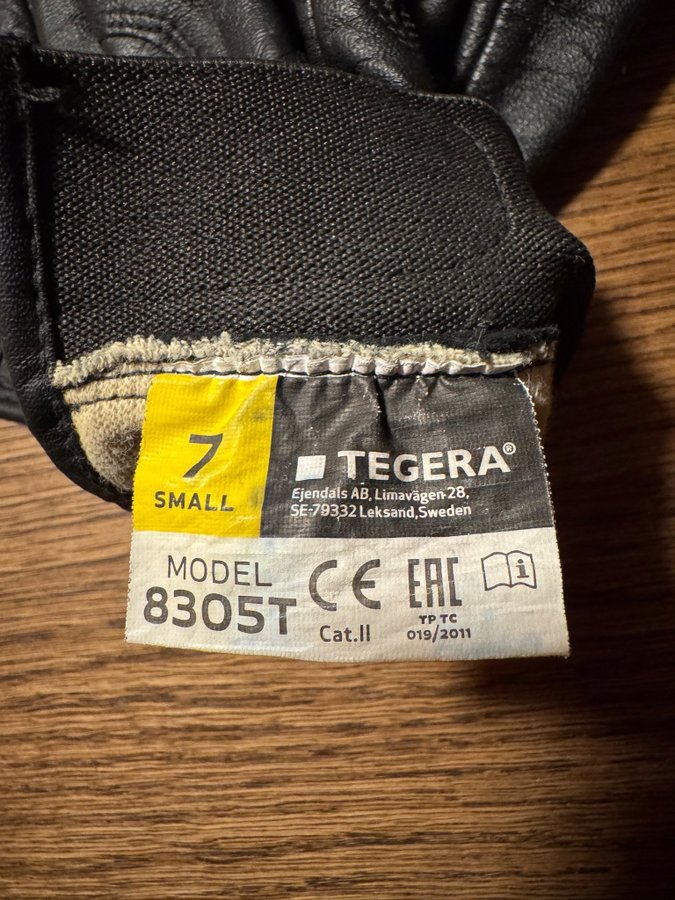 7
SMALL
TEGERA®
Ejendals AB, Limavägen 28,
SE-79332 Leksand, Sweden
MODEL
8305T
CE
Cat.II
EAC
TP TC
019/2011
i